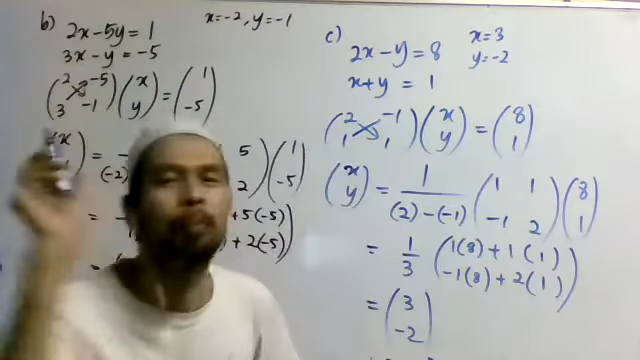 b) 2x-5y=1 x=-2, y=-1
3x-y=-5
(2 -5) (x) = (1)
(3 -1) (y) (-5)
(x) = (-2) 5 (1)
2 (-5)
= +5(-5)
+2(-5)
=
c) 2x-y=8 x=3
x+y=1 y=-2
(2 -1) (x) = (8)
(1 1) (y) (1)
(x) = 1 (1 1) (8)
(y) (2)-(-1) (-1 2) (1)
= 1/3 (1(8)+1(1))
(-1(8)+2(1))
= (3)
(-2)